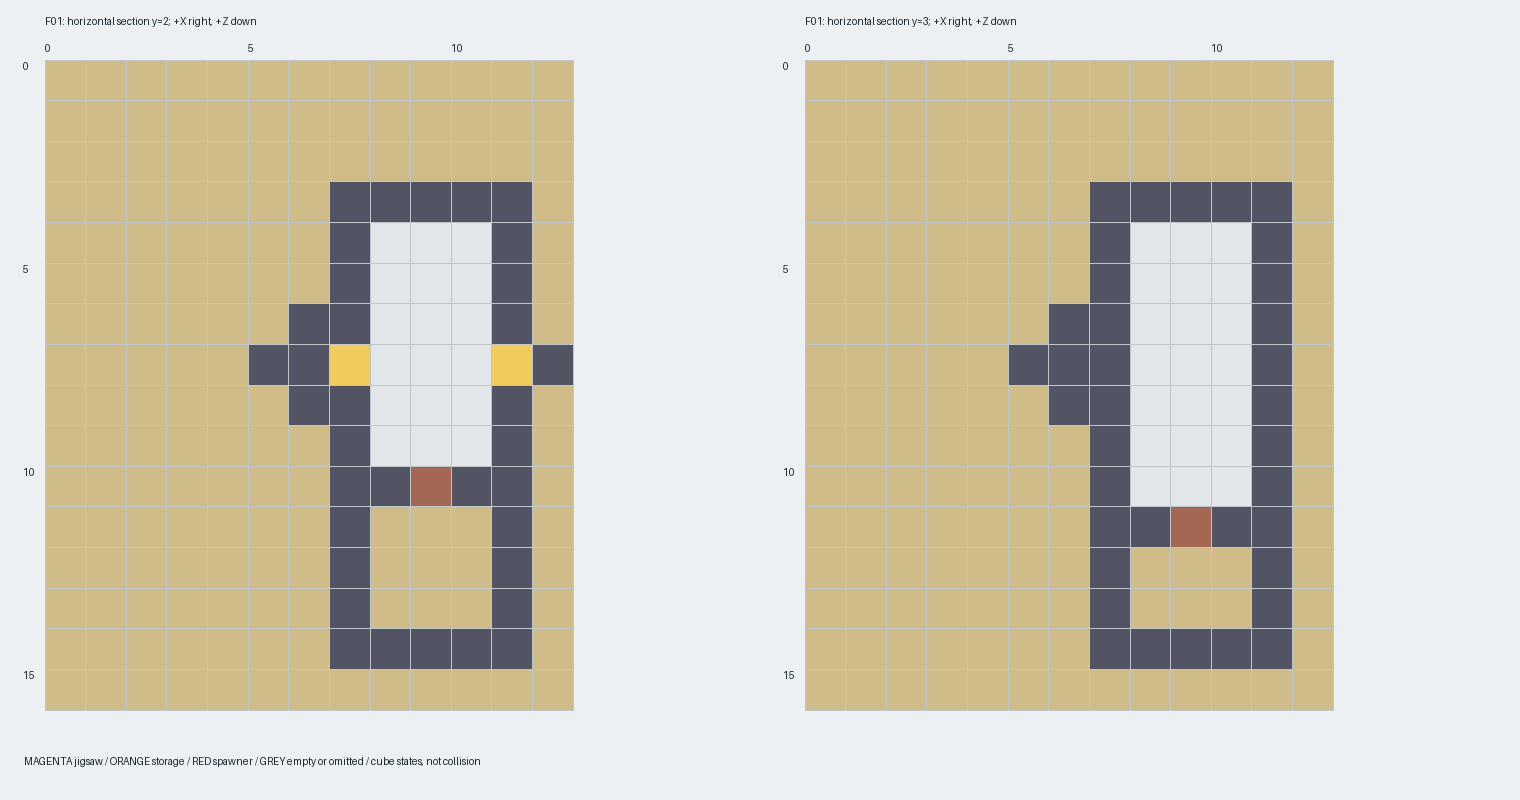 F01: horizontal section y=2; +X right, +Z down
F01: horizontal section y=3; +X right, +Z down
0 5 10
0 5 10
0 0
5 5
10 10
15 15
MAGENTA jigsaw / ORANGE storage / RED spawner / GREY empty or omitted / cube states, not collision